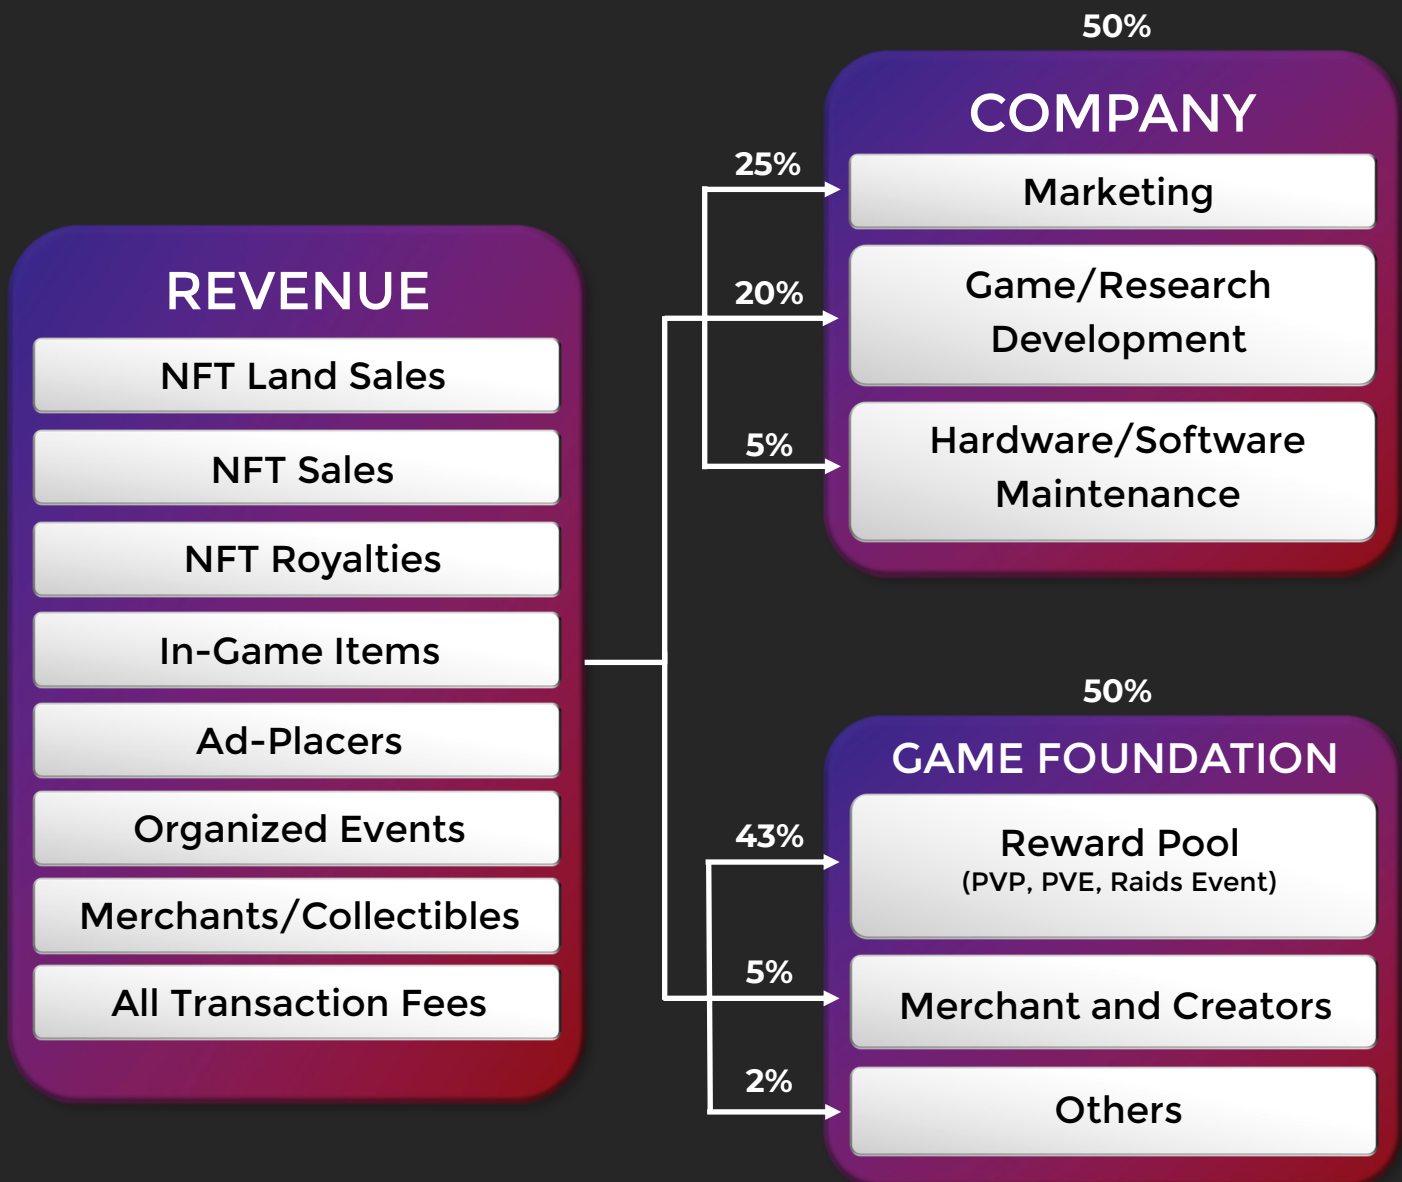 REVENUE
NFT Land Sales
NFT Sales
NFT Royalties
In-Game Items
Ad-Placers
Organized Events
Merchants/Collectibles
All Transaction Fees
50%
COMPANY
25%
Marketing
20%
Game/Research
Development
5%
Hardware/Software
Maintenance
50%
GAME FOUNDATION
43%
Reward Pool
(PVP, PVE, Raids Event)
5%
Merchant and Creators
2%
Others